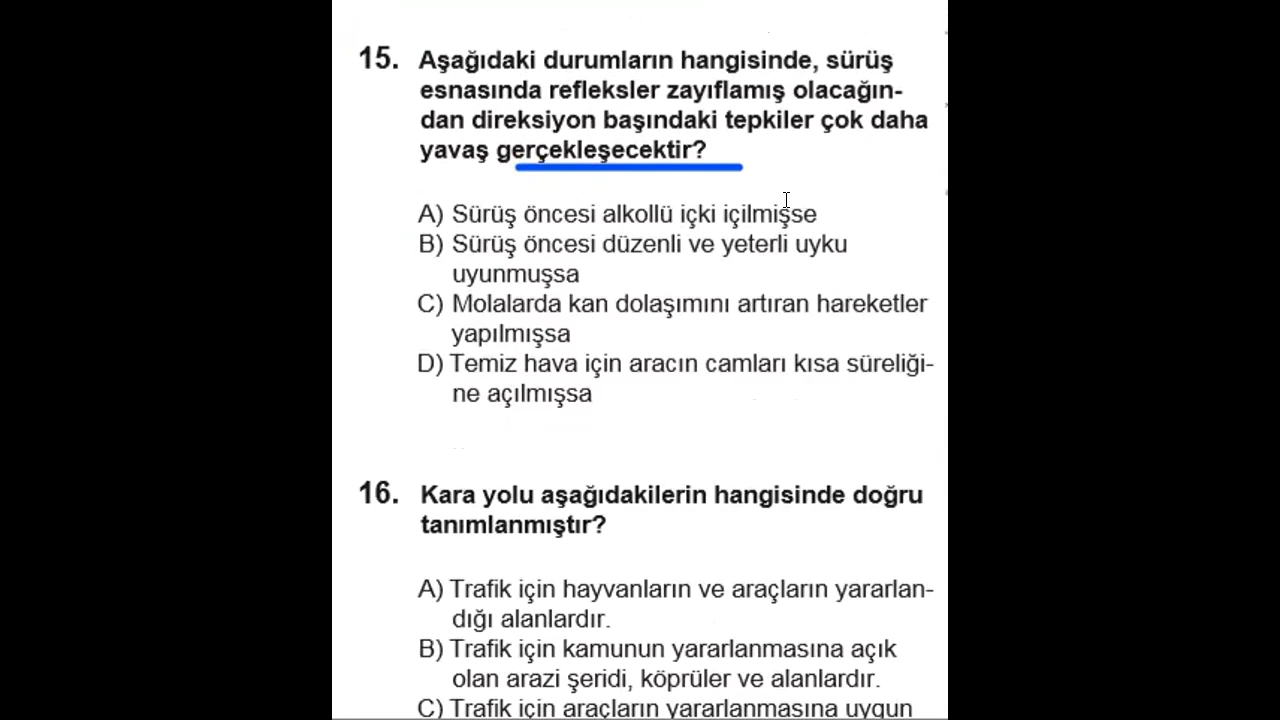 15. Aşağıdaki durumların hangisinde, sürüş
esnasında refleksler zayıflamış olacağın-
dan direksiyon başındaki tepkiler çok daha
yavaş gerçekleşecektir?
A) Sürüş öncesi alkollü içki içilmişse
B) Sürüş öncesi düzenli ve yeterli uyku
uyunmuşsa
C) Molalarda kan dolaşımını artıran hareketler
yapılmışsa
D) Temiz hava için aracın camları kısa süreliği-
ne açılmışsa
16. Kara yolu aşağıdakilerin hangisinde doğru
tanımlanmıştır?
A) Trafik için hayvanların ve araçların yararlan-
dığı alanlardır.
B) Trafik için kamunun yararlanmasına açık
olan arazi şeridi, köprüler ve alanlardır.
C) Trafik için araçların yararlanmasına uygun